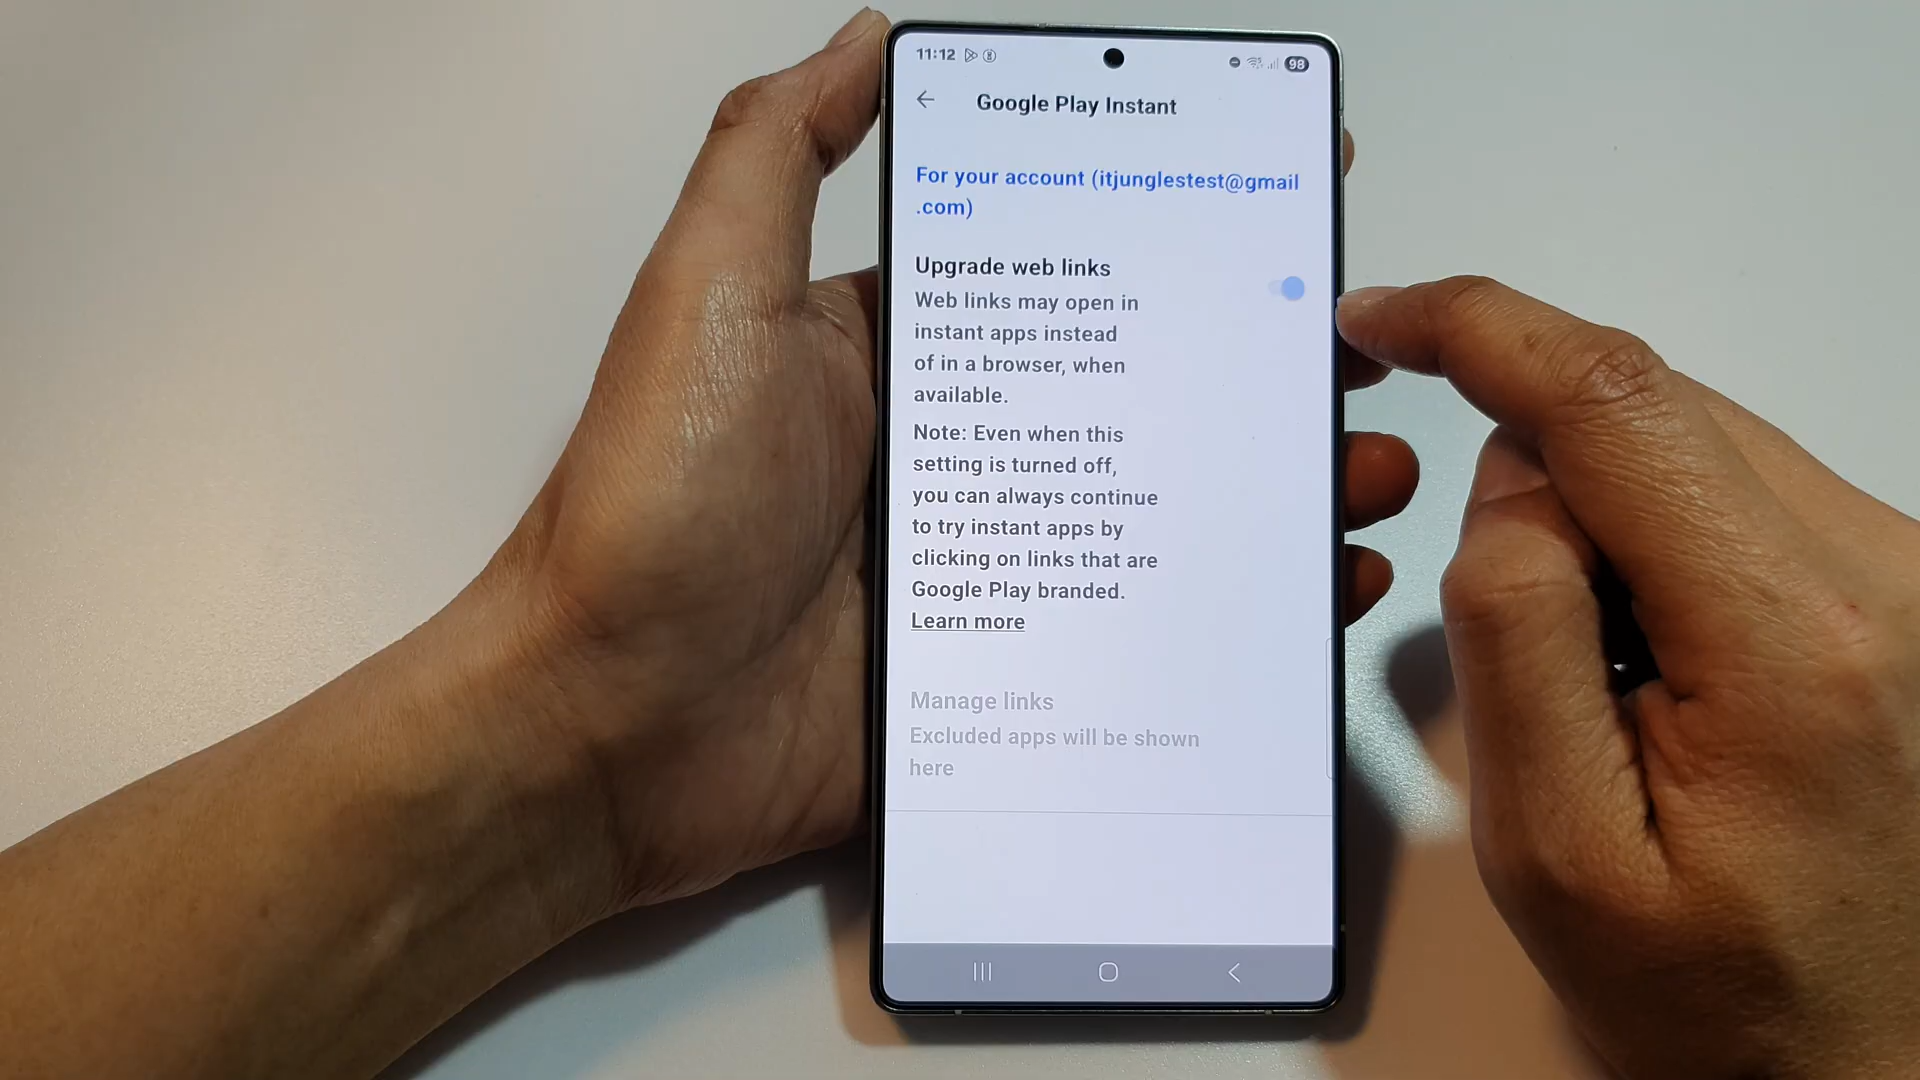 11:12
98
Google Play Instant
For your account (itjunglestest@gmail
.com)
Upgrade web links
Web links may open in
instant apps instead
of in a browser, when
available.
Note: Even when this
setting is turned off,
you can always continue
to try instant apps by
clicking on links that are
Google Play branded.
Learn more
Manage links
Excluded apps will be shown
here